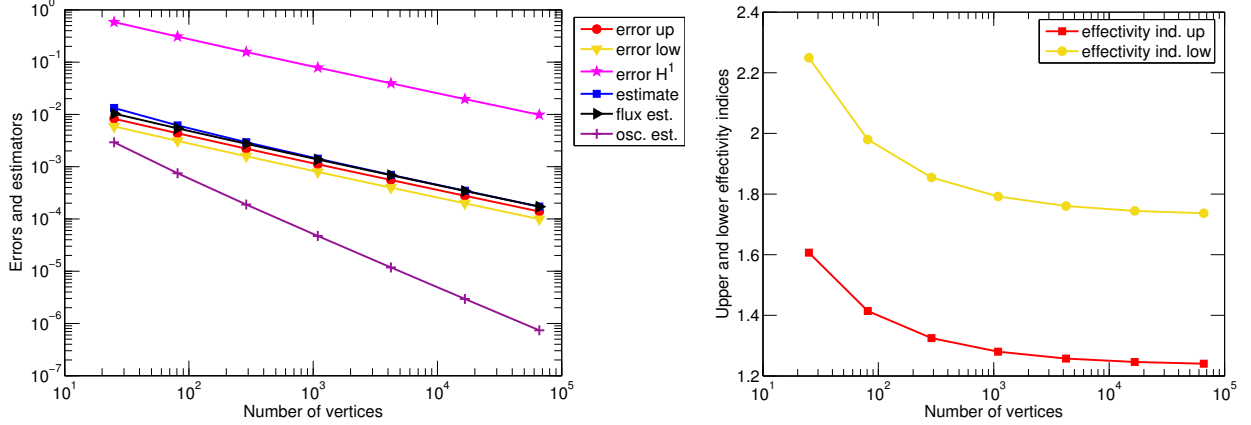 10^0
10^-1
10^-2
10^-3
10^-4
10^-5
10^-6
10^-7
10^1
10^2
10^3
10^4
10^5
Number of vertices
Errors and estimators
error up
error low
error H^1
estimate
flux est.
osc. est.
2.4
2.2
2
1.8
1.6
1.4
1.2
10^1
10^2
10^3
10^4
10^5
Number of vertices
Upper and lower effectivity indices
effectivity ind. up
effectivity ind. low